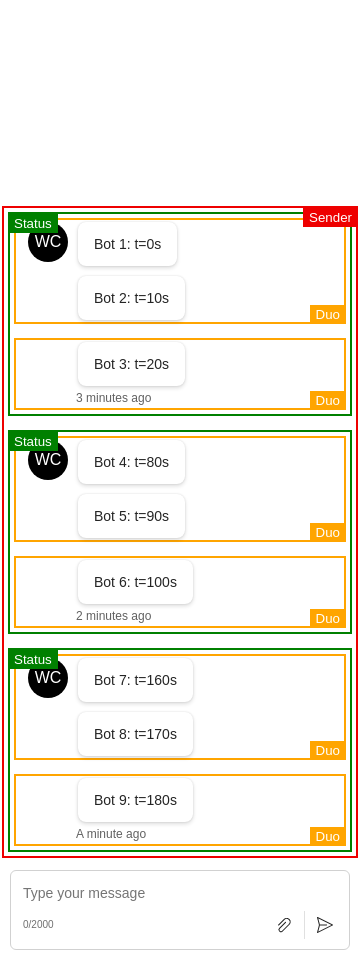 Sender
Status
WC
Bot 1: t=0s
Bot 2: t=10s
Duo
Bot 3: t=20s
3 minutes ago
Duo
Status
WC
Bot 4: t=80s
Bot 5: t=90s
Duo
Bot 6: t=100s
2 minutes ago
Duo
Status
WC
Bot 7: t=160s
Bot 8: t=170s
Duo
Bot 9: t=180s
A minute ago
Duo
Type your message
0/2000